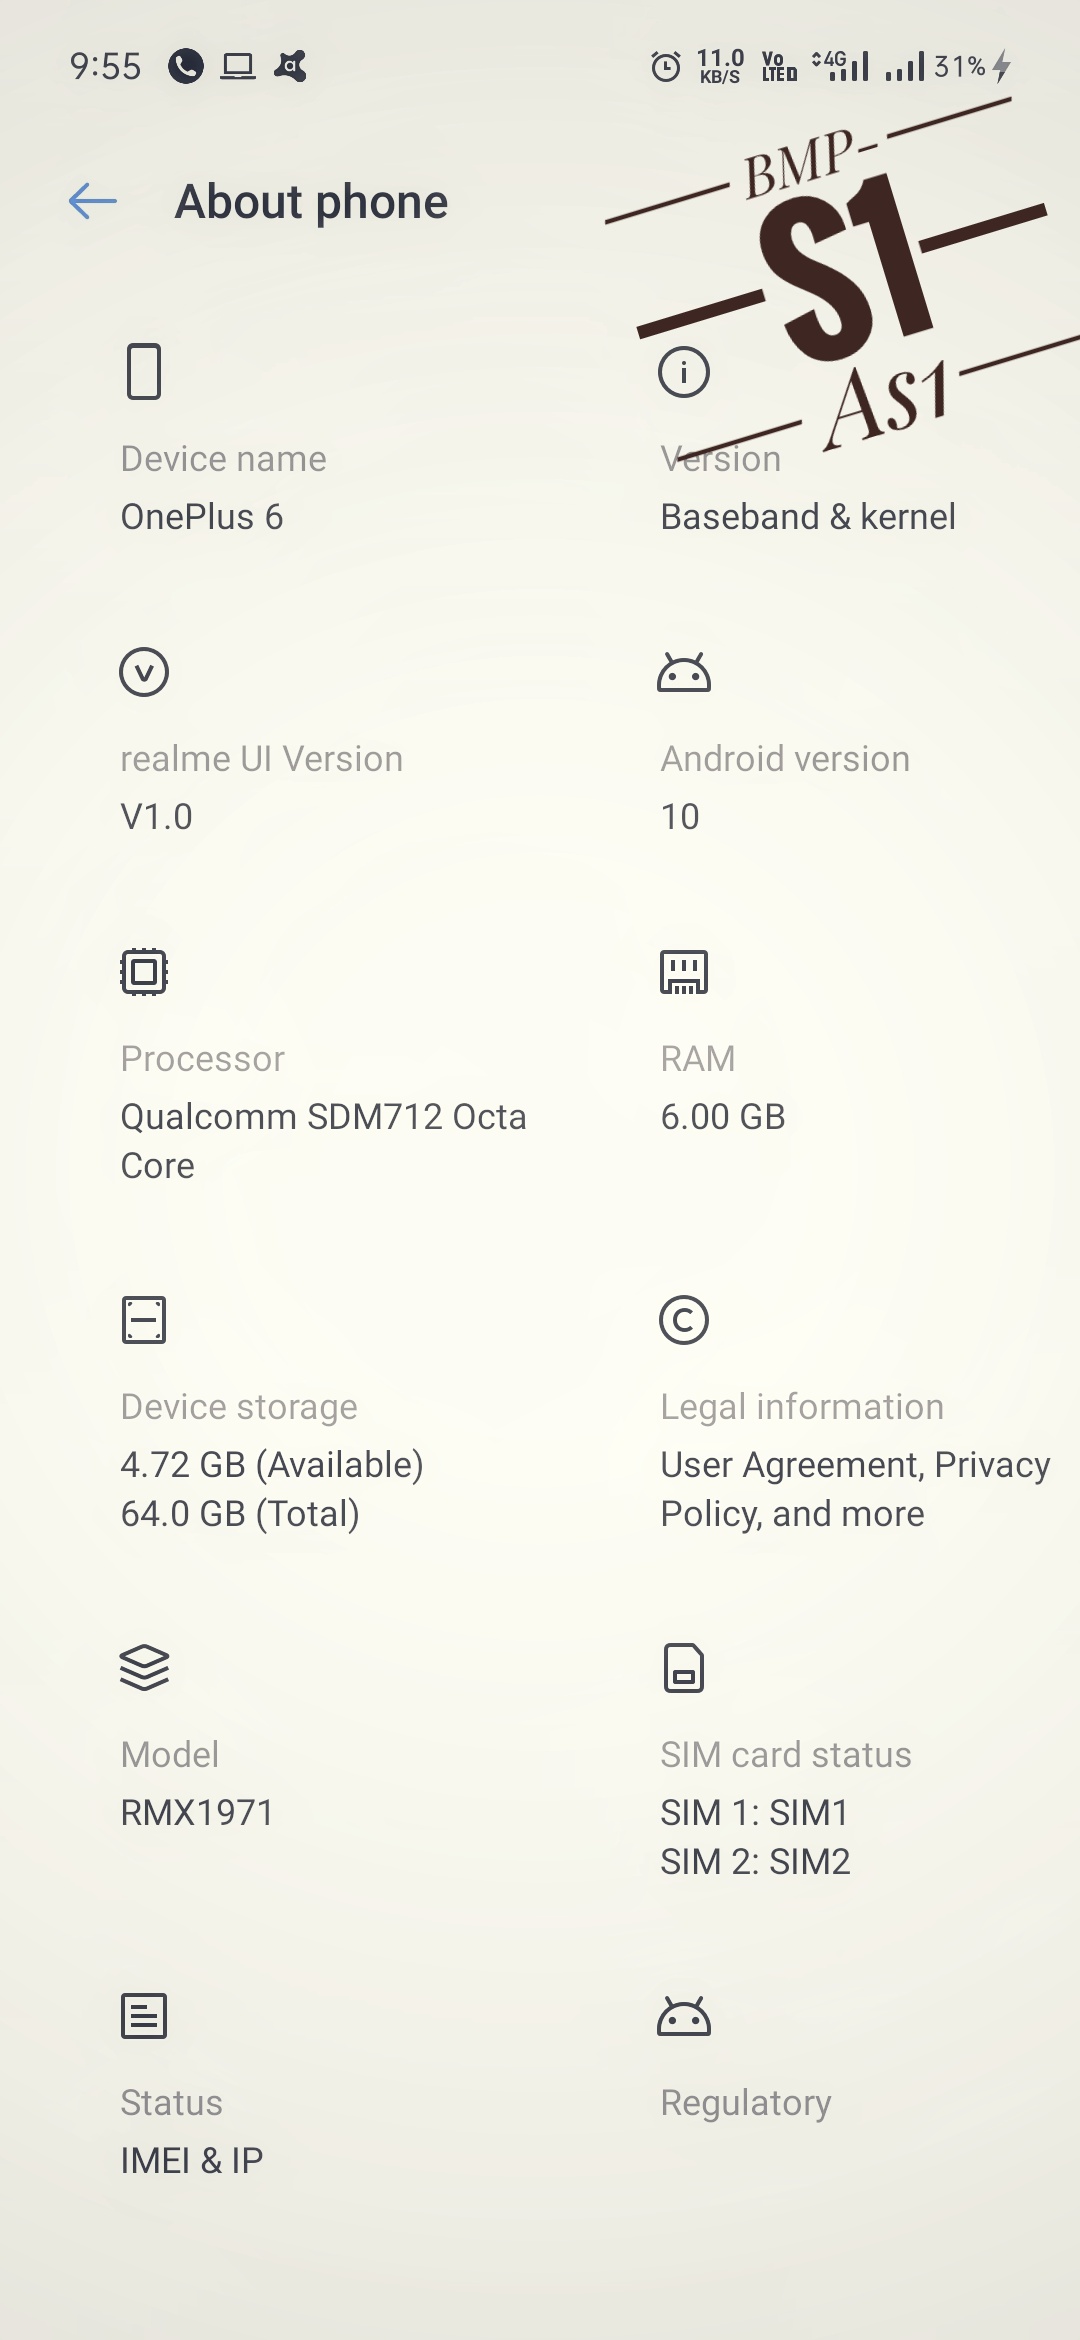 9:55
11.0
KB/S
Vo
LTE
4G
31%
BMP-
S1
As1
About phone
Device name
OnePlus 6
Version
Baseband & kernel
realme UI Version
V1.0
Android version
10
Processor
Qualcomm SDM712 Octa
Core
RAM
6.00 GB
Device storage
4.72 GB (Available)
64.0 GB (Total)
Legal information
User Agreement, Privacy
Policy, and more
Model
RMX1971
SIM card status
SIM 1: SIM1
SIM 2: SIM2
Status
IMEI & IP
Regulatory